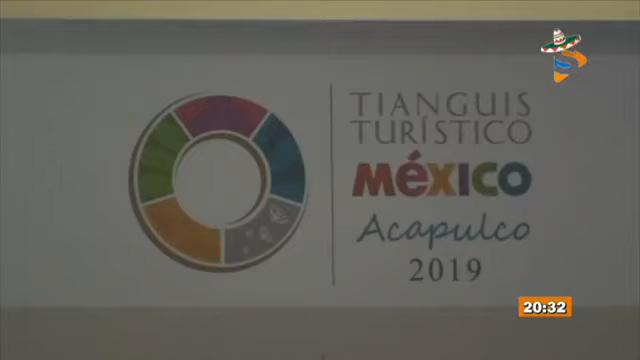 TIANGUIS
TURÍSTICO
MéXICO
Acapulco
2019
20:32